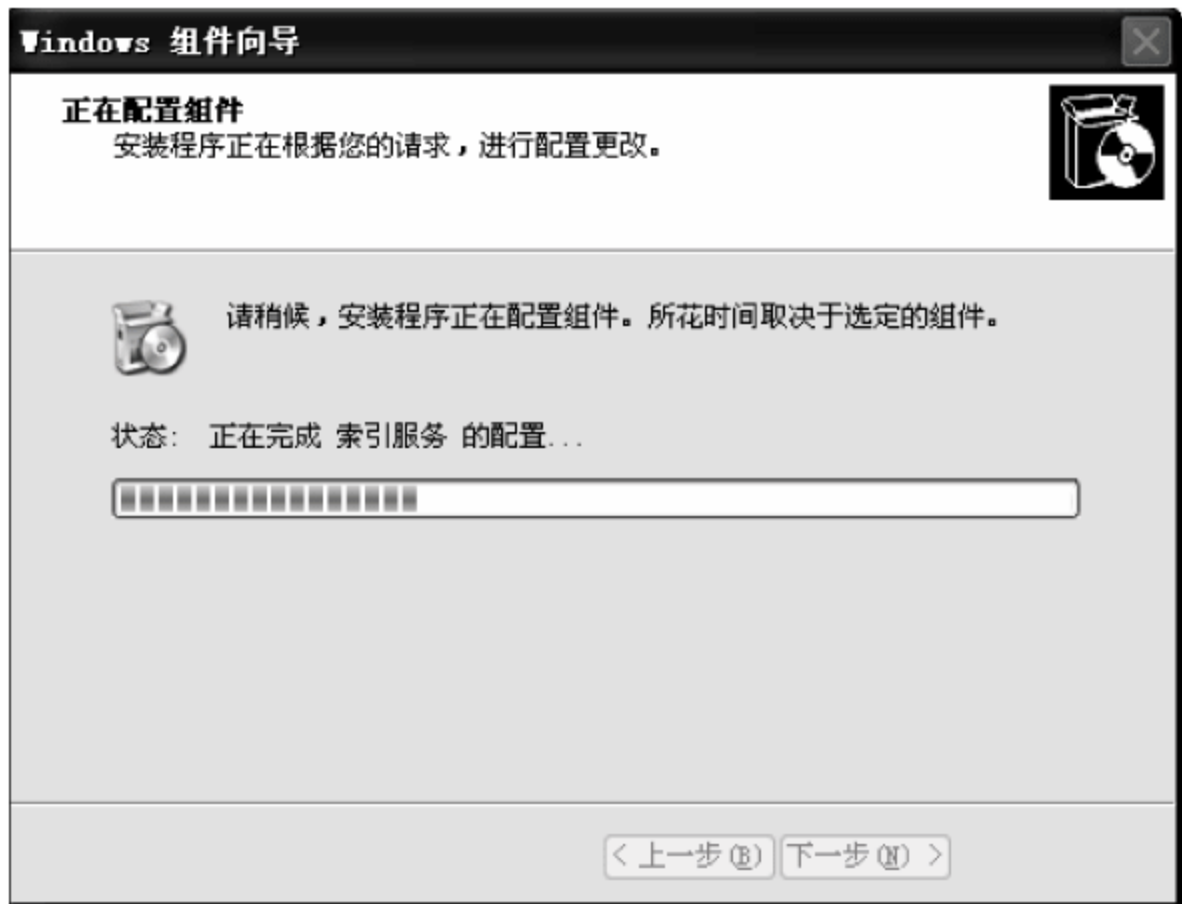 Windows 组件向导
正在配置组件
安装程序正在根据您的请求，进行配置更改。
请稍候，安装程序正在配置组件。所花时间取决于选定的组件。
状态: 正在完成 索引服务 的配置...
< 上一步(B) 下一步(N) >